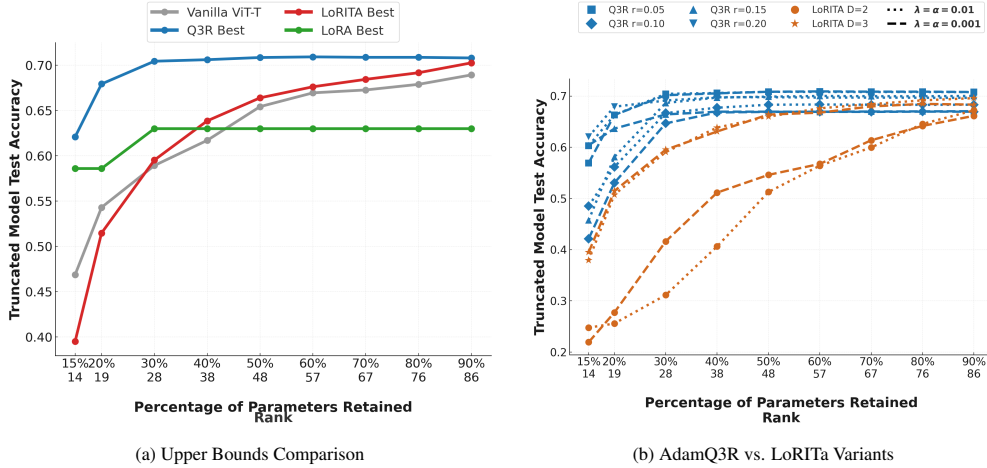 Vanilla ViT-T
Q3R Best
LoRITA Best
LoRA Best
Truncated Model Test Accuracy
0.70
0.65
0.60
0.55
0.50
0.45
0.40
15% 20% 30% 40% 50% 60% 70% 80% 90%
14 19 28 38 48 57 67 76 86
Percentage of Parameters Retained
Rank
(a) Upper Bounds Comparison
Q3R r=0.05
Q3R r=0.10
Q3R r=0.15
Q3R r=0.20
LoRITA D=2
LoRITA D=3
λ = α = 0.01
λ = α = 0.001
Truncated Model Test Accuracy
0.7
0.6
0.5
0.4
0.3
0.2
15% 20% 30% 40% 50% 60% 70% 80% 90%
14 19 28 38 48 57 67 76 86
Percentage of Parameters Retained
Rank
(b) AdamQ3R vs. LoRITa Variants